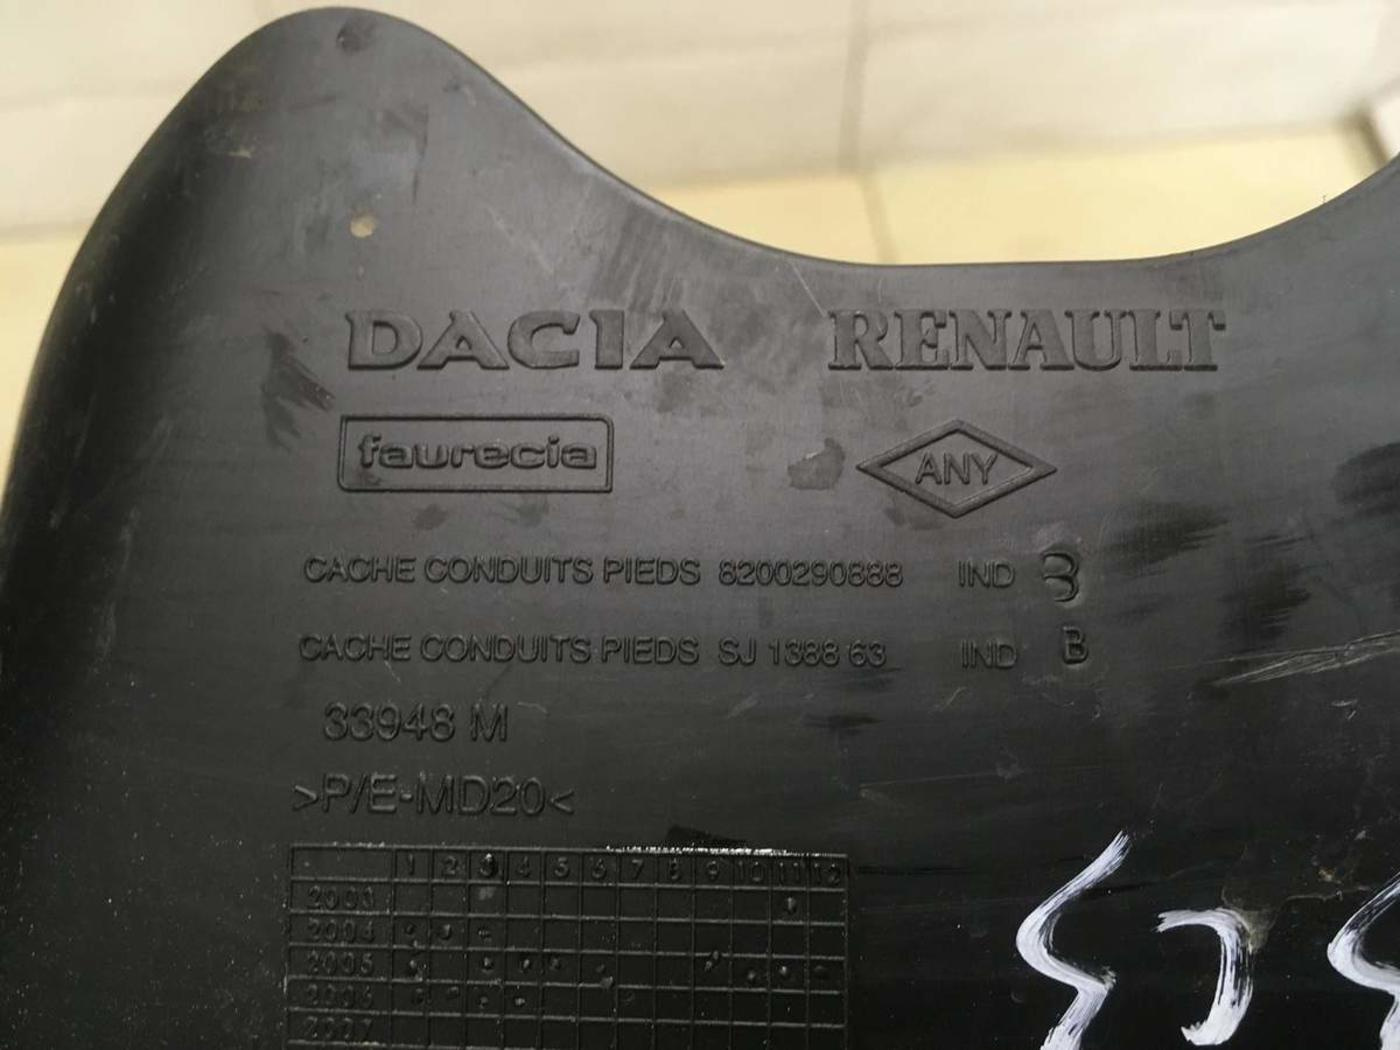 DACIA RENAULT
faurecia ANY
CACHE CONDUITS PIEDS 8200290888 IND B
CACHE CONDUITS PIEDS SJ 1388 63 IND B
33948 M
>P/E-MD20<
1 2 3 4 5 6 7 8 9 10 11 12
2003
2004
2005
2006
2007